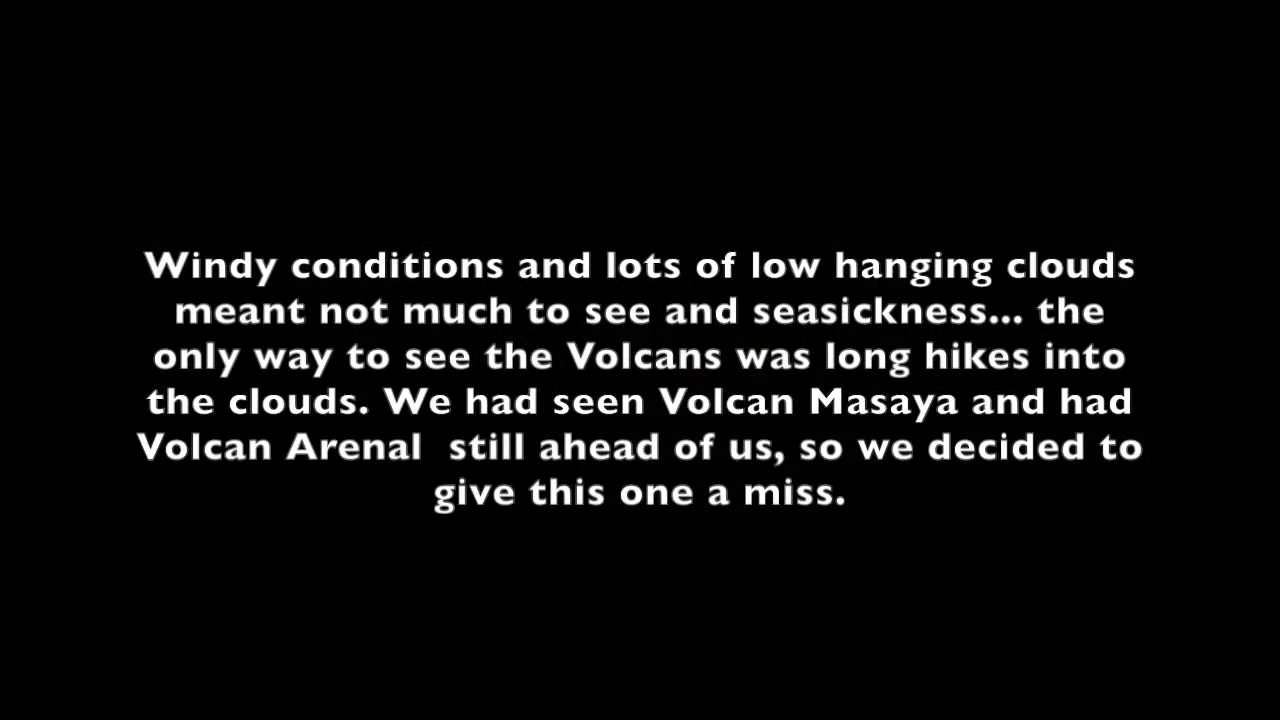 Windy conditions and lots of low hanging clouds
meant not much to see and seasickness... the
only way to see the Volcans was long hikes into
the clouds. We had seen Volcan Masaya and had
Volcan Arenal  still ahead of us, so we decided to
give this one a miss.